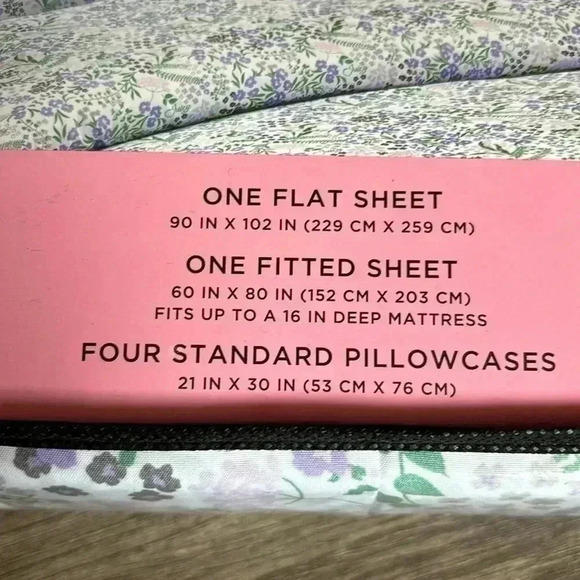 ONE FLAT SHEET
90 IN X 102 IN (229 CM X 259 CM)
ONE FITTED SHEET
60 IN X 80 IN (152 CM X 203 CM)
FITS UP TO A 16 IN DEEP MATTRESS
FOUR STANDARD PILLOWCASES
21 IN X 30 IN (53 CM X 76 CM)